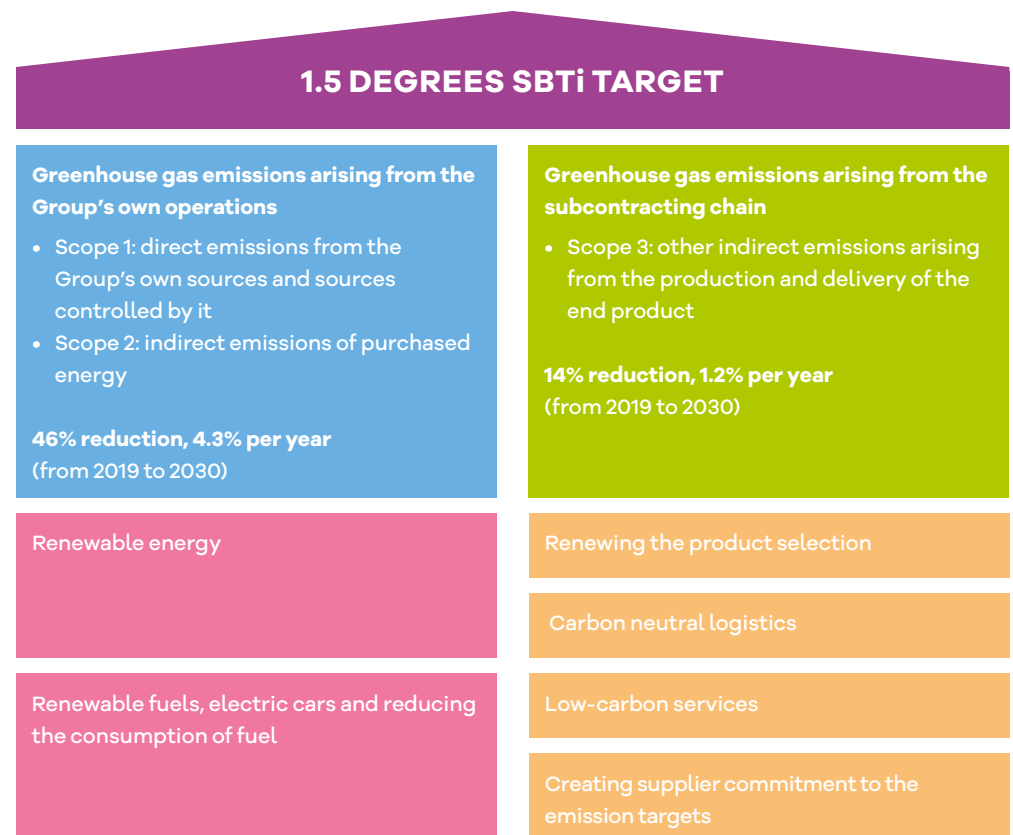 1.5 DEGREES SBTi TARGET
Greenhouse gas emissions arising from the
Group's own operations
• Scope 1: direct emissions from the
Group's own sources and sources
controlled by it
• Scope 2: indirect emissions of purchased
energy
46% reduction, 4.3% per year
(from 2019 to 2030)
Greenhouse gas emissions arising from the
subcontracting chain
• Scope 3: other indirect emissions arising
from the production and delivery of the
end product
14% reduction, 1.2% per year
(from 2019 to 2030)
Renewable energy
Renewable fuels, electric cars and reducing
the consumption of fuel
Renewing the product selection
Carbon neutral logistics
Low-carbon services
Creating supplier commitment to the
emission targets